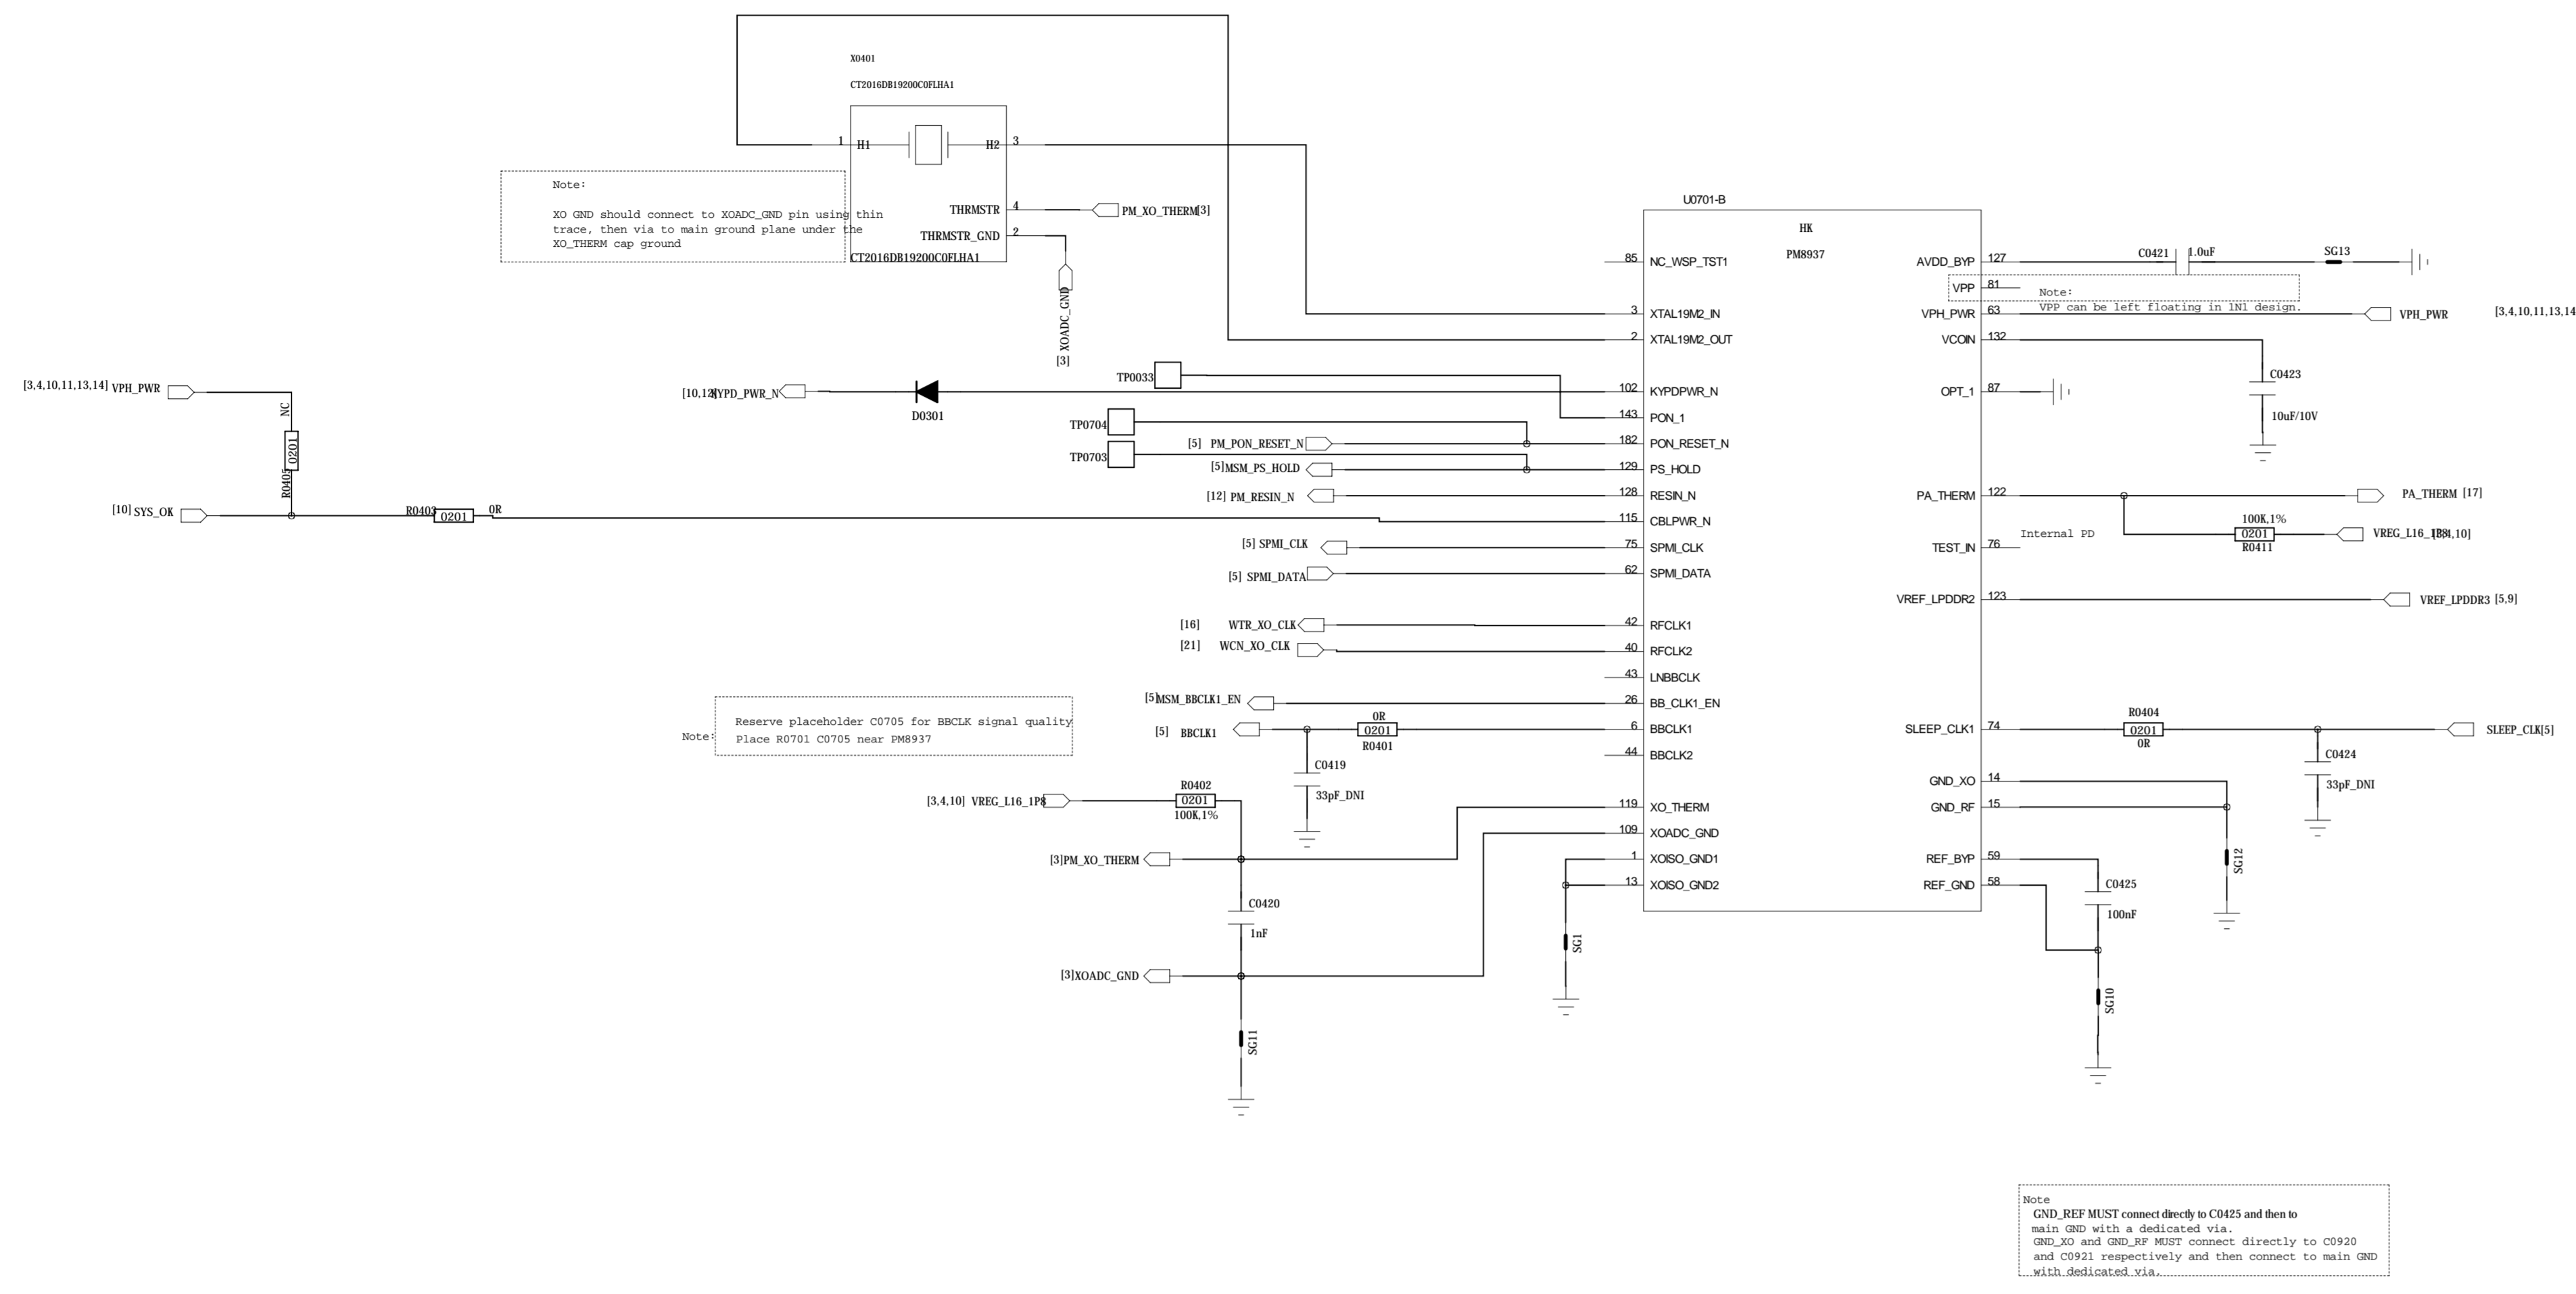 X0401
CT2016DB19200C0FLHA1
1
H1
H2
3
Note:
XO GND should connect to XOADC_GND pin using thin
trace, then via to main ground plane under the
XO_THERM cap ground
THRMSTR
4
PM_XO_THERM[3]
THRMSTR_GND
2
CT2016DB19200C0FLHA1
XOADC_GND
[3]
U0701-B
HK
PM8937
85 NC_WSP_TST1
3 XTAL19M2_IN
2 XTAL19M2_OUT
102 KYPDPWR_N
143 PON_1
182 PON_RESET_N
129 PS_HOLD
128 RESIN_N
115 CBLPWR_N
75 SPMI_CLK
62 SPMI_DATA
42 RFCLK1
40 RFCLK2
43 LNBBCLK
26 BB_CLK1_EN
6 BBCLK1
44 BBCLK2
119 XO_THERM
109 XOADC_GND
1 XOISO_GND1
13 XOISO_GND2
AVDD_BYP 127
VPP 81
VPH_PWR 63
VCOIN 132
OPT_1 87
PA_THERM 122
TEST_IN 76
VREF_LPDDR2 123
SLEEP_CLK1 74
GND_XO 14
GND_RF 15
REF_BYP 59
REF_GND 58
C0421
1.0uF
SG13
Note:
VPP can be left floating in 1N1 design.
VPH_PWR
[3,4,10,11,13,14
C0423
10uF/10V
PA_THERM [17]
100K,1%
0201
R0411
VREG_L16_1P8[3,4,10]
Internal PD
VREF_LPDDR3 [5,9]
R0404
0201
0R
SLEEP_CLK[5]
C0424
33pF_DNI
SG12
C0425
100nF
SG10
[3,4,10,11,13,14] VPH_PWR
NC
0201
R0405
[10] SYS_OK
R0403
0201
0R
[10,12]KYPD_PWR_N
D0301
TP0033
TP0704
TP0703
[5] PM_PON_RESET_N
[5]MSM_PS_HOLD
[12] PM_RESIN_N
[5] SPMI_CLK
[5] SPMI_DATA
[16] WTR_XO_CLK
[21] WCN_XO_CLK
[5]MSM_BBCLK1_EN
[5] BBCLK1
0R
0201
R0401
C0419
33pF_DNI
Note:
Reserve placeholder C0705 for BBCLK signal quality
Place R0701 C0705 near PM8937
[3,4,10] VREG_L16_1P8
R0402
0201
100K,1%
[3]PM_XO_THERM
C0420
1nF
[3]XOADC_GND
SG11
SG1
Note
GND_REF MUST connect directly to C0425 and then to
main GND with a dedicated via.
GND_XO and GND_RF MUST connect directly to C0920
and C0921 respectively and then connect to main GND
with dedicated via.